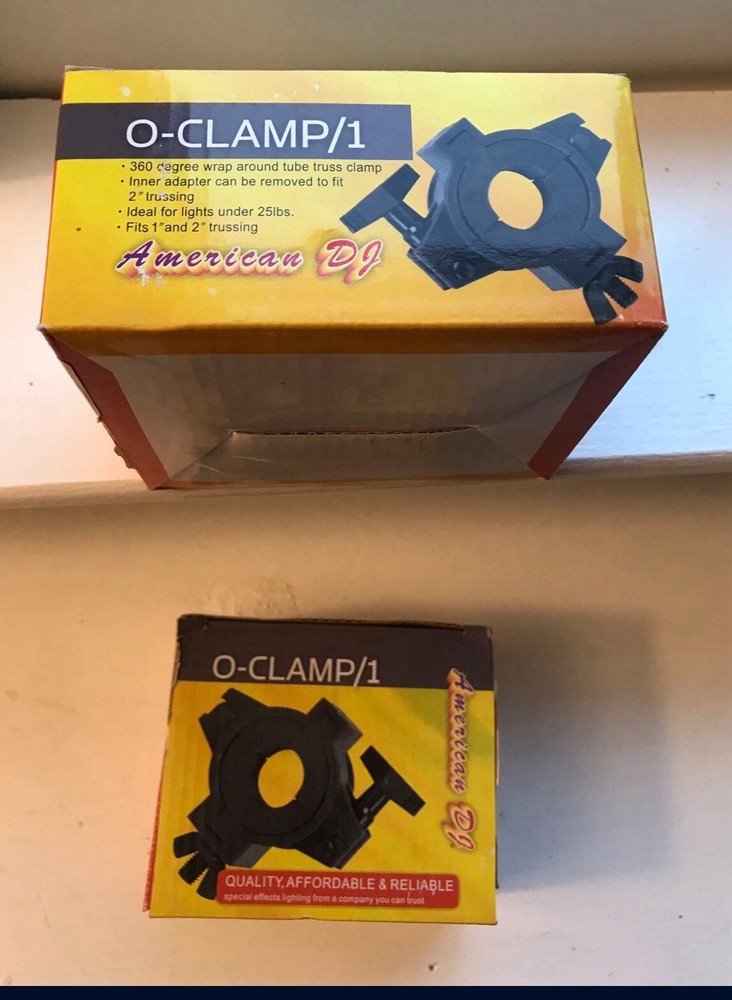 O-CLAMP/1
· 360 degree wrap around tube truss clamp
· Inner adapter can be removed to fit
2" trussing
· Ideal for lights under 25lbs.
· Fits 1" and 2" trussing
American DJ
O-CLAMP/1
American DJ
QUALITY, AFFORDABLE & RELIABLE
special effects lighting from a company you can trust